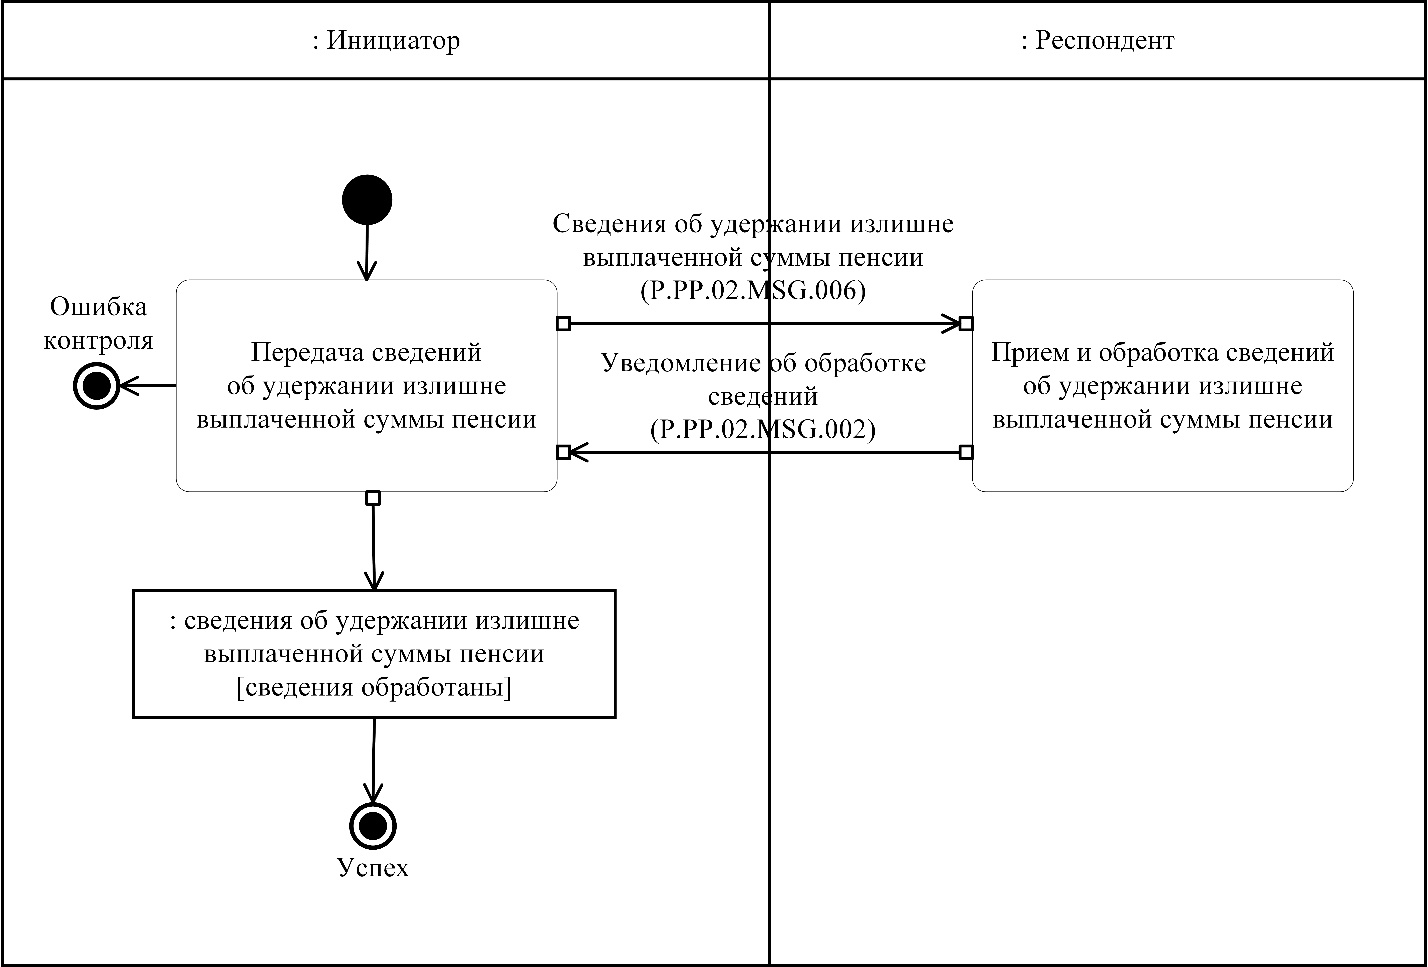 : Инициатор
: Респондент
Сведения об удержании излишне
выплаченной суммы пенсии
(P.PP.02.MSG.006)
Ошибка
контроля
Передача сведений
об удержании излишне
выплаченной суммы пенсии
Уведомление об обработке
сведений
(P.PP.02.MSG.002)
Прием и обработка сведений
об удержании излишне
выплаченной суммы пенсии
: сведения об удержании излишне
выплаченной суммы пенсии
[сведения обработаны]
Успех